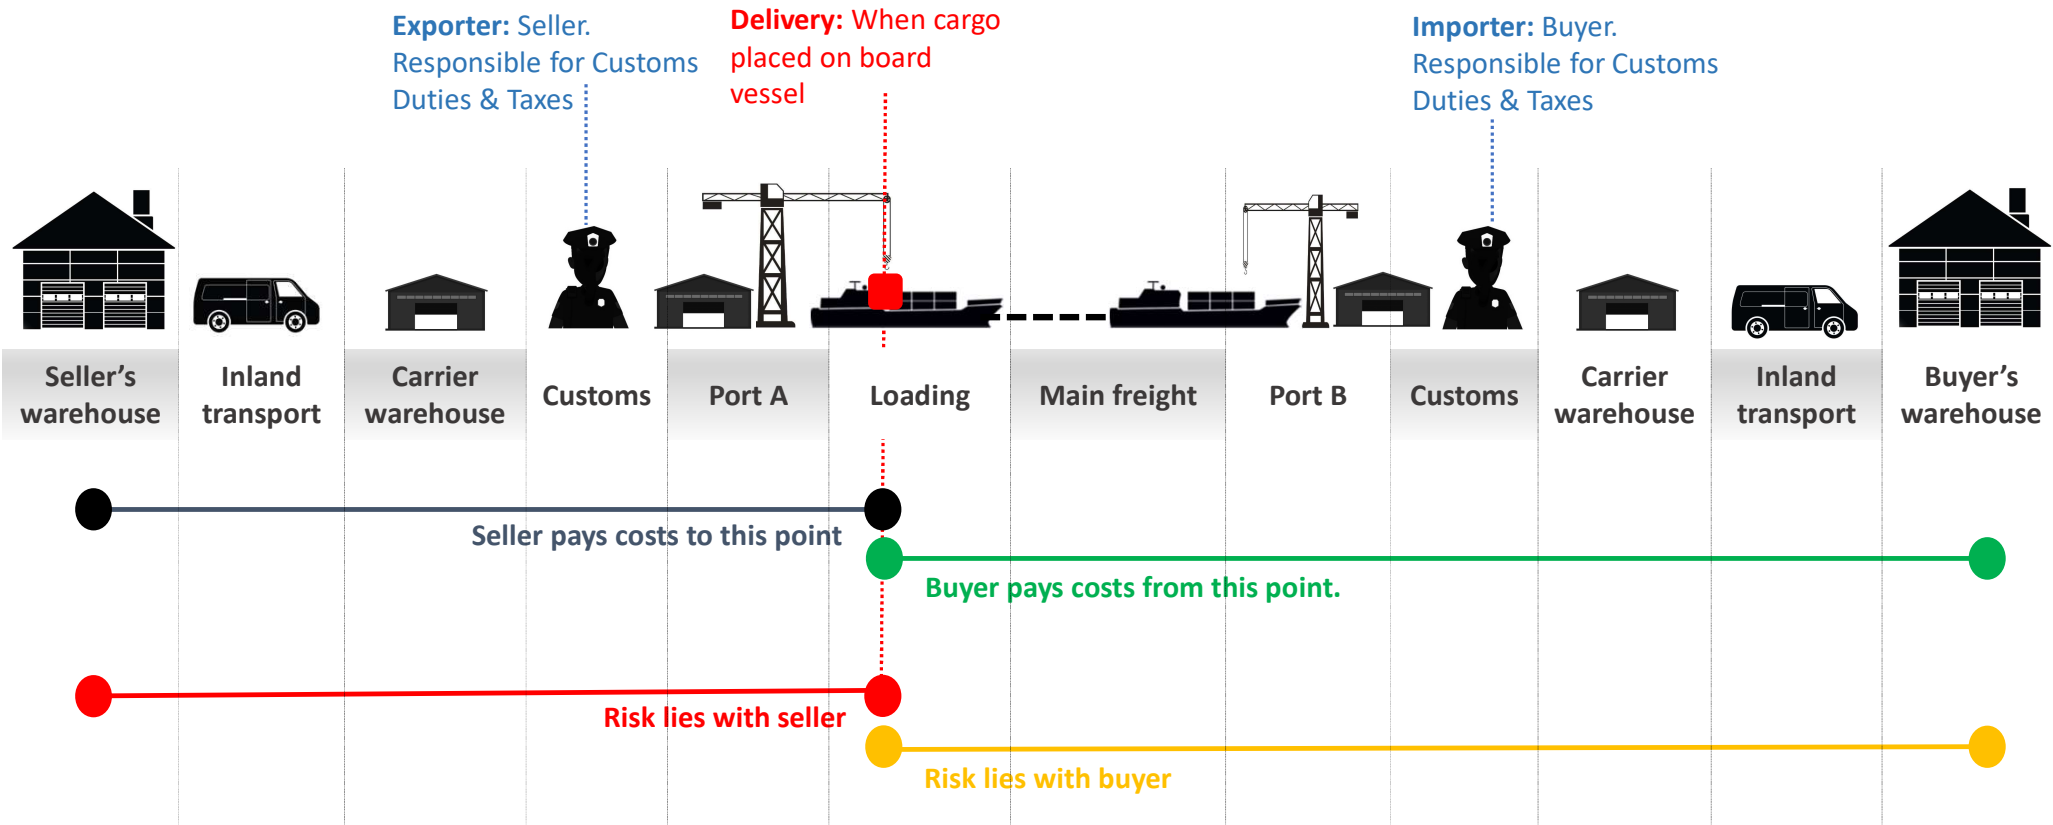 Exporter: Seller.
Responsible for Customs
Duties & Taxes
Delivery: When cargo
placed on board
vessel
Importer: Buyer.
Responsible for Customs
Duties & Taxes
Seller’s
warehouse
Inland
transport
Carrier
warehouse
Customs
Port A
Loading
Main freight
Port B
Customs
Carrier
warehouse
Inland
transport
Buyer’s
warehouse
Seller pays costs to this point
Buyer pays costs from this point.
Risk lies with seller
Risk lies with buyer